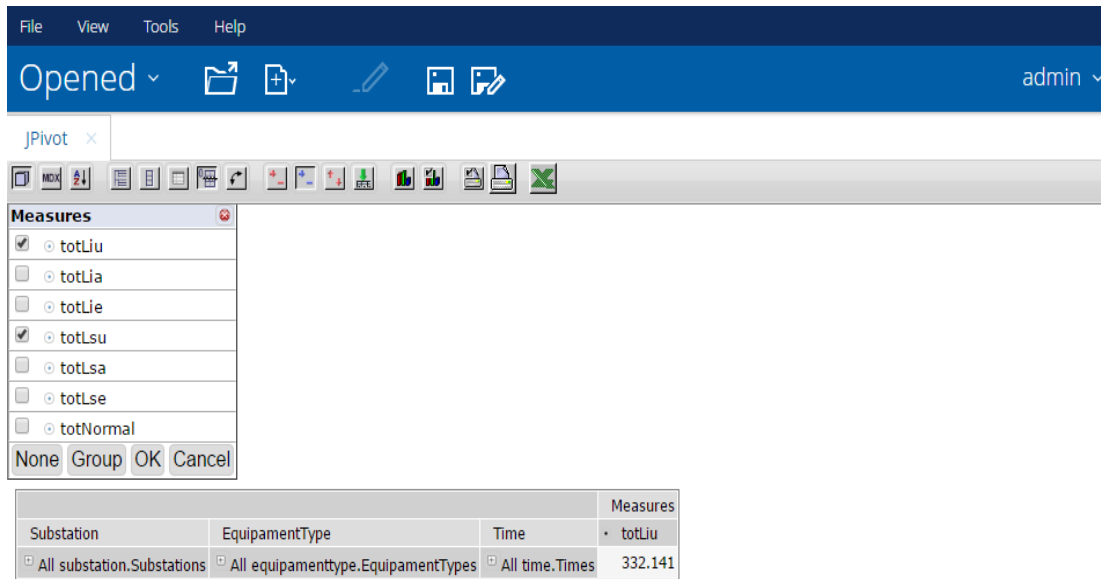 File View Tools Help
Opened admin
JPivot
MDX
Measures
totLiu
totLia
totLie
totLsu
totLsa
totLse
totNormal
None Group OK Cancel
Measures
Substation EquipamentType Time totLiu
All substation.Substations All equipamenttype.EquipamentTypes All time.Times 332.141